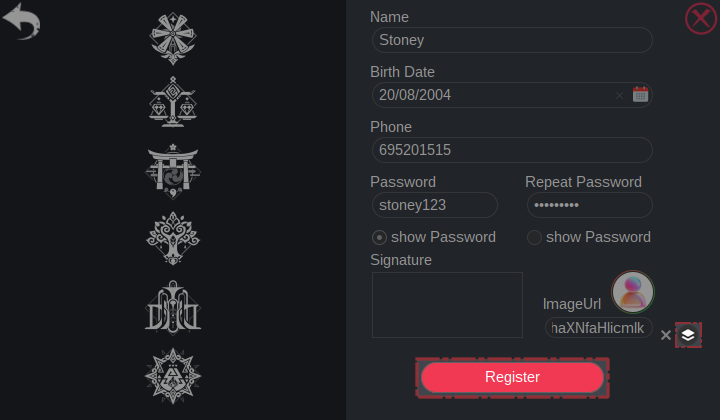 Name
Stoney
Birth Date
20/08/2004
Phone
695201515
Password
Repeat Password
stoney123
•••••••••
show Password
show Password
Signature
ImageUrl
haXNfaHlicmlk
Register